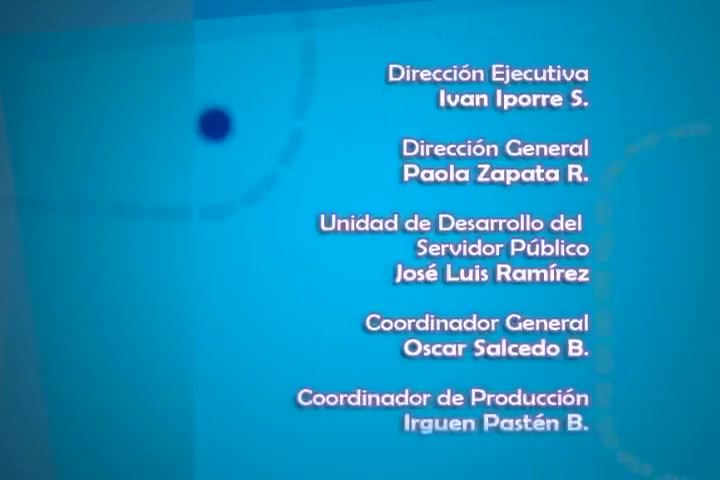 Dirección Ejecutiva
Ivan Iporre S.
Dirección General
Paola Zapata R.
Unidad de Desarrollo del
Servidor Público
José Luis Ramírez
Coordinador General
Oscar Salcedo B.
Coordinador de Producción
Irguen Pastén B.